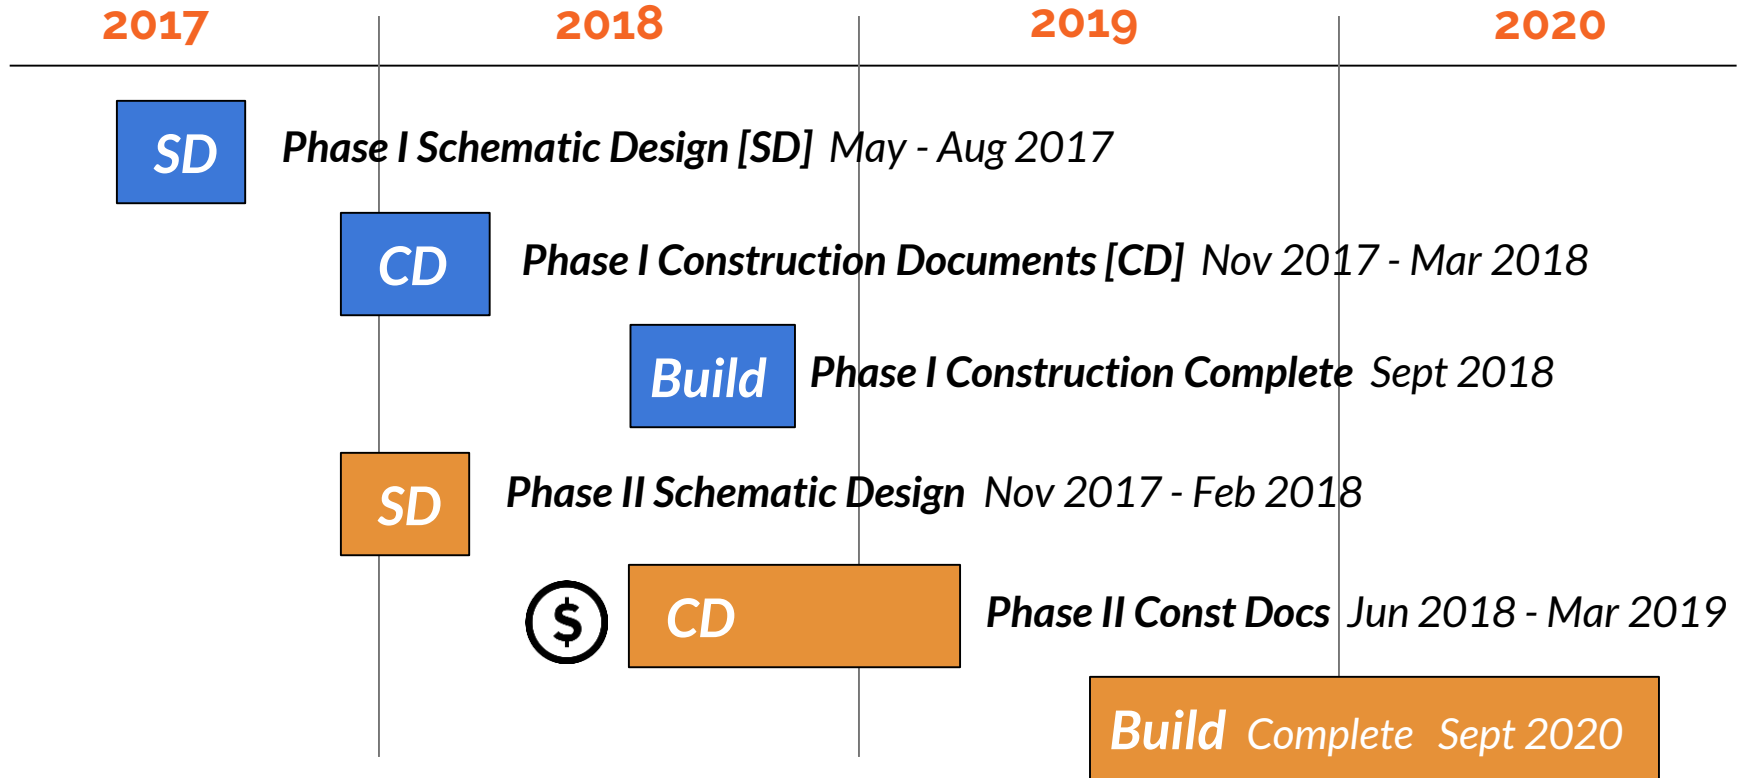 2017 2018 2019 2020
SD Phase I Schematic Design [SD] May - Aug 2017
CD Phase I Construction Documents [CD] Nov 2017 - Mar 2018
Build Phase I Construction Complete Sept 2018
SD Phase II Schematic Design Nov 2017 - Feb 2018
$ CD Phase II Const Docs Jun 2018 - Mar 2019
Build Complete Sept 2020